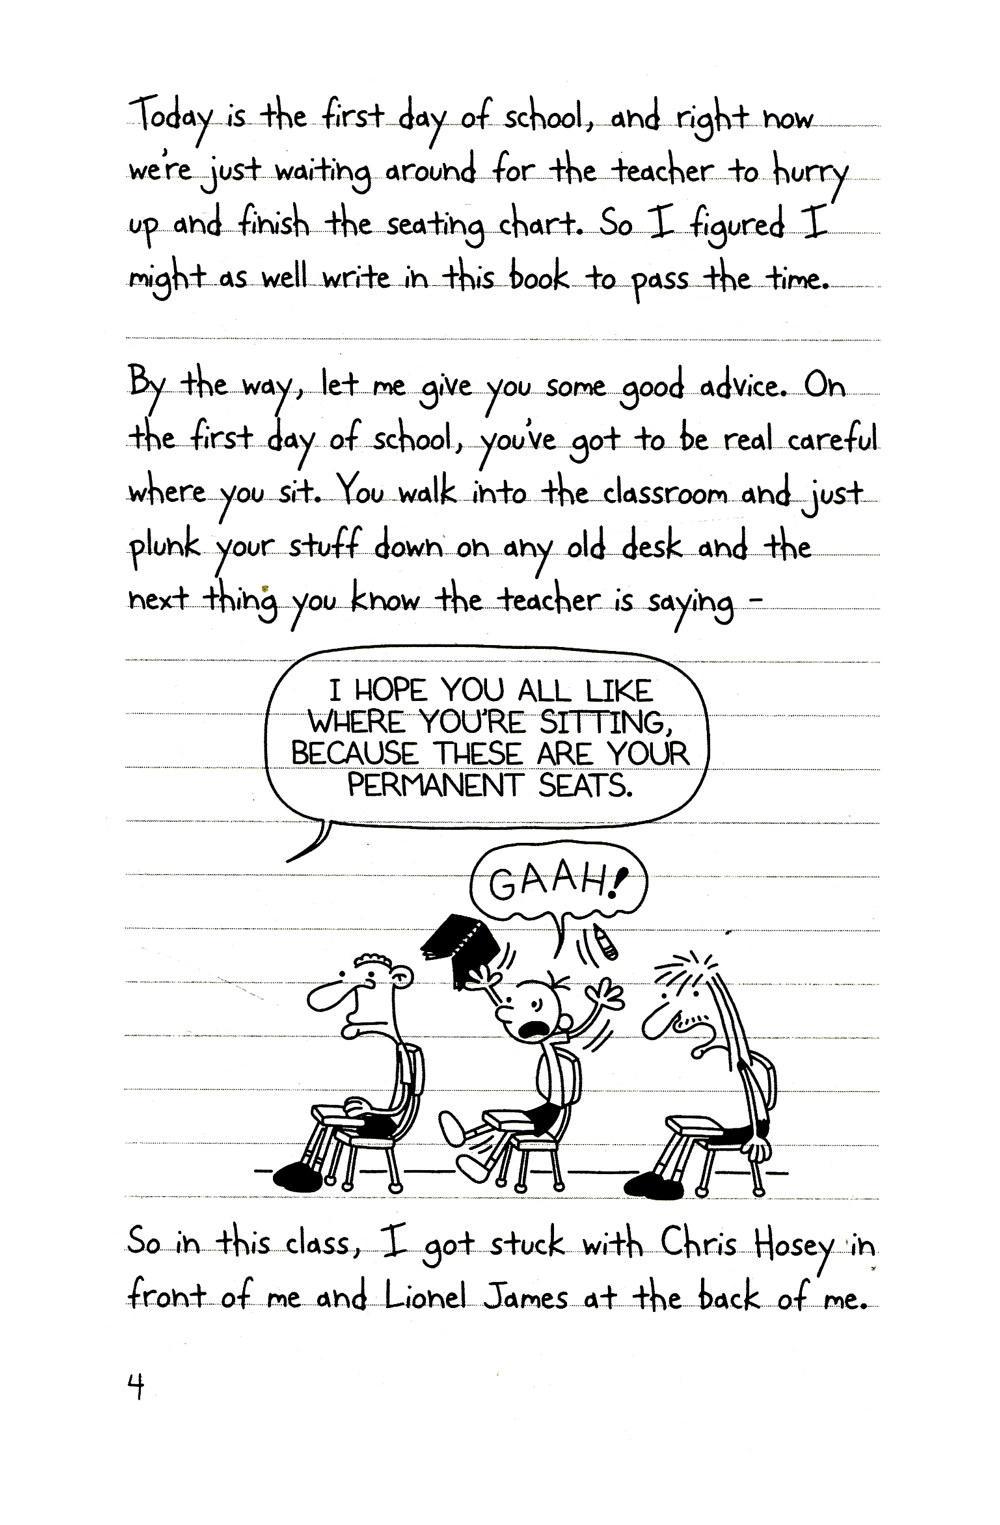 Today is the first day of school, and right now
we're just waiting around for the teacher to hurry
up and finish the seating chart. So I figured I
might as well write in this book to pass the time.
By the way, let me give you some good advice. On
the first day of school, you've got to be real careful
where you sit. You walk into the classroom and just
plunk your stuff down on any old desk and the
next thing you know the teacher is saying -
I HOPE YOU ALL LIKE
WHERE YOU'RE SITTING,
BECAUSE THESE ARE YOUR
PERMANENT SEATS.
GAAH!
So in this class, I got stuck with Chris Hosey in
front of me and Lionel James at the back of me.
4